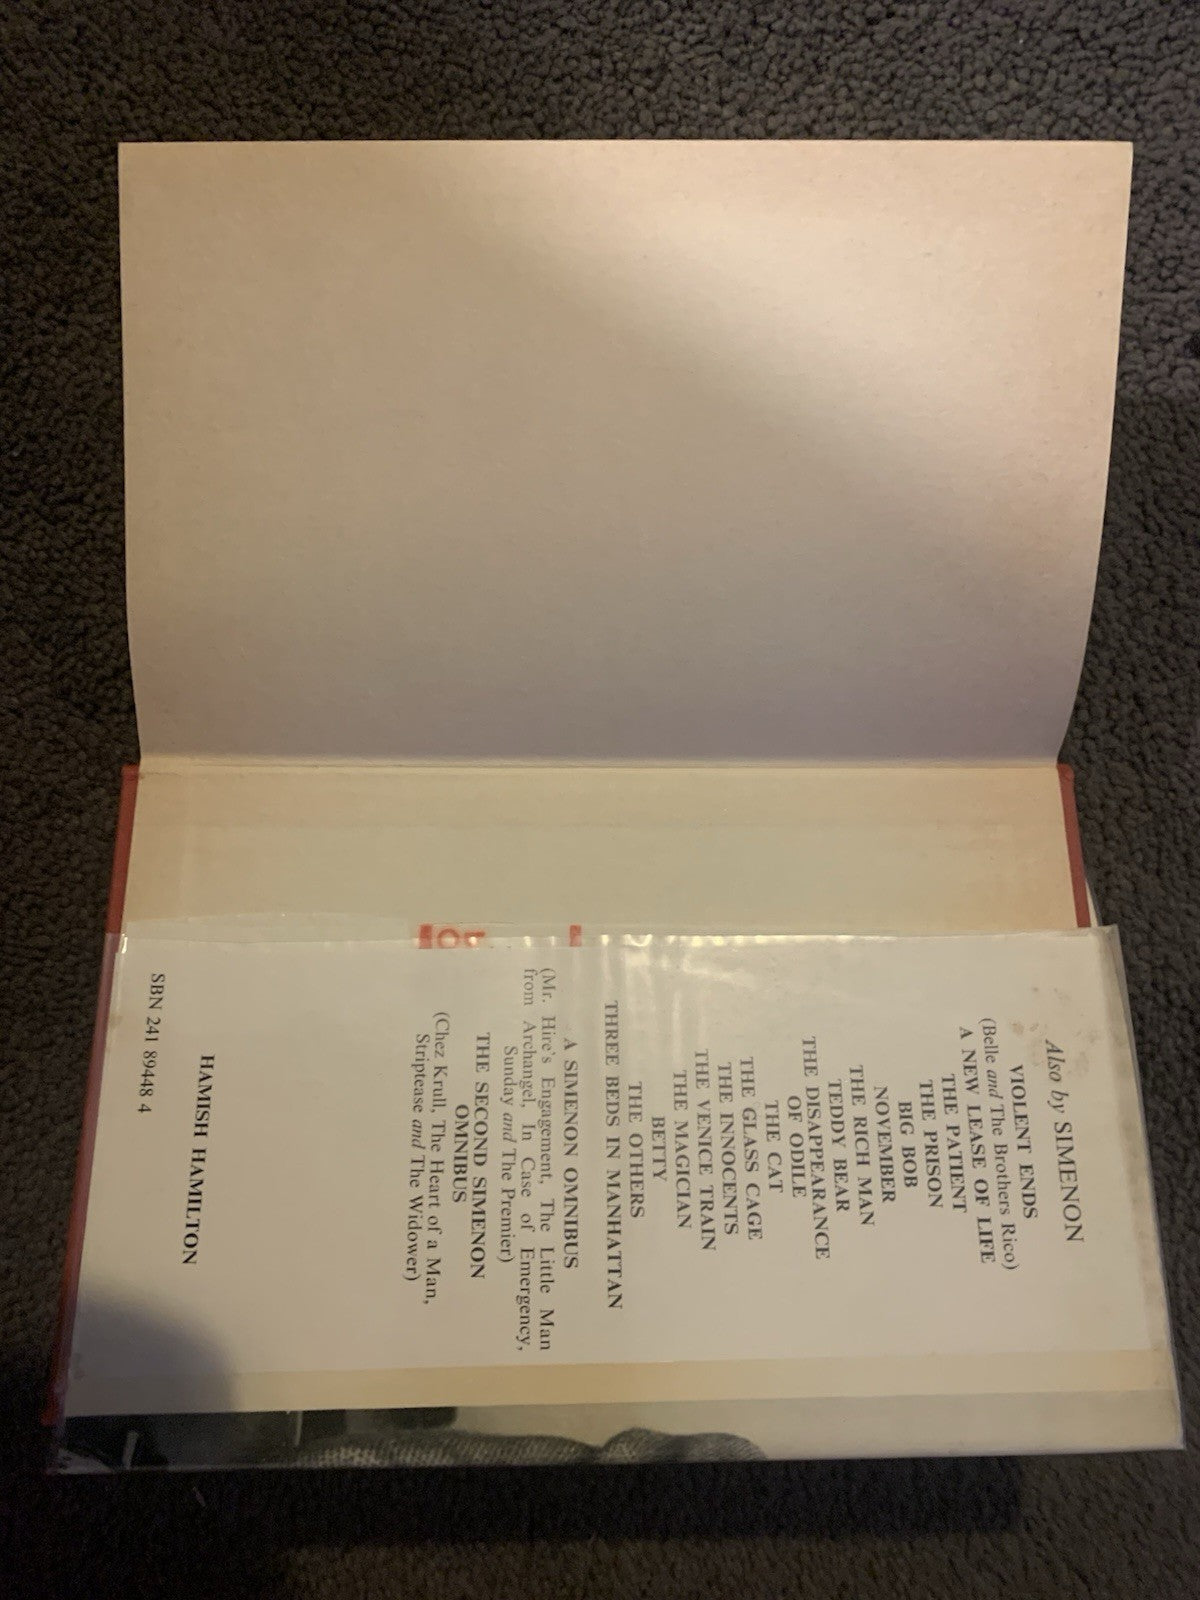 Also by SIMENON
VIOLENT ENDS
(Belle and The Brothers Rico)
A NEW LEASE OF LIFE
THE PATIENT
THE PRISON
BIG BOB
NOVEMBER
THE RICH MAN
TEDDY BEAR
THE DISAPPEARANCE
OF ODILE
THE CAT
THE GLASS CAGE
THE INNOCENTS
THE VENICE TRAIN
THE MAGICIAN
BETTY
THE OTHERS
THREE BEDS IN MANHATTAN
A SIMENON OMNIBUS
(Mr. Hire's Engagement, The Little Man
from Archangel, In Case of Emergency,
Sunday and The Premier)
THE SECOND SIMENON
OMNIBUS
(Chez Krull, The Heart of a Man,
Striptease and The Widower)
HAMISH HAMILTON
SBN 241 89448 4